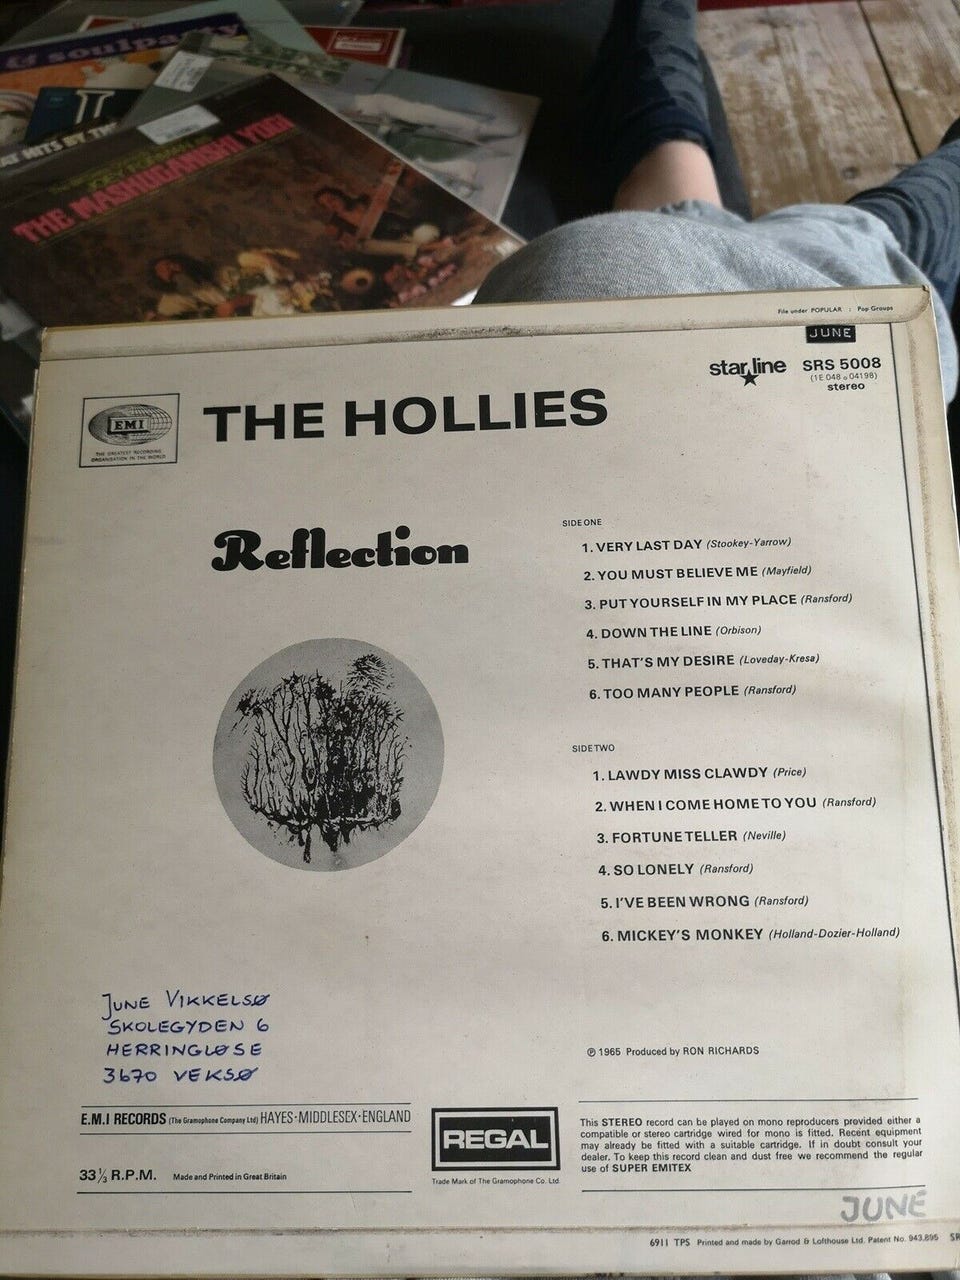 & soulparty
AT HITS BY THE
THE MASHUGANISHI YOGI
File under POPULAR : Pop Groups
JUNE
starline SRS 5008
(1E 048 o 04198)
stereo
EMI
THE GREATEST RECORDING
ORGANISATION IN THE WORLD
THE HOLLIES
Reflection
SIDE ONE
1. VERY LAST DAY (Stookey-Yarrow)
2. YOU MUST BELIEVE ME (Mayfield)
3. PUT YOURSELF IN MY PLACE (Ransford)
4. DOWN THE LINE (Orbison)
5. THAT'S MY DESIRE (Loveday-Kresa)
6. TOO MANY PEOPLE (Ransford)
SIDE TWO
1. LAWDY MISS CLAWDY (Price)
2. WHEN I COME HOME TO YOU (Ransford)
3. FORTUNE TELLER (Neville)
4. SO LONELY (Ransford)
5. I'VE BEEN WRONG (Ransford)
6. MICKEY'S MONKEY (Holland-Dozier-Holland)
JUNE VIKKELSØ
SKOLEGYDEN 6
HERRINGLØSE
3670 VEKSØ
℗ 1965 Produced by RON RICHARDS
E.M.I RECORDS (The Gramophone Company Ltd) HAYES·MIDDLESEX·ENGLAND
33⅓ R.P.M. Made and Printed in Great Britain
REGAL
Trade Mark of The Gramophone Co. Ltd.
This STEREO record can be played on mono reproducers provided either a
compatible or stereo cartridge wired for mono is fitted. Recent equipment
may already be fitted with a suitable cartridge. If in doubt consult your
dealer. To keep this record clean and dust free we recommend the regular
use of SUPER EMITEX
JUNE
6911 TPS Printed and made by Garrod & Lofthouse Ltd. Patent No. 943,895 SR